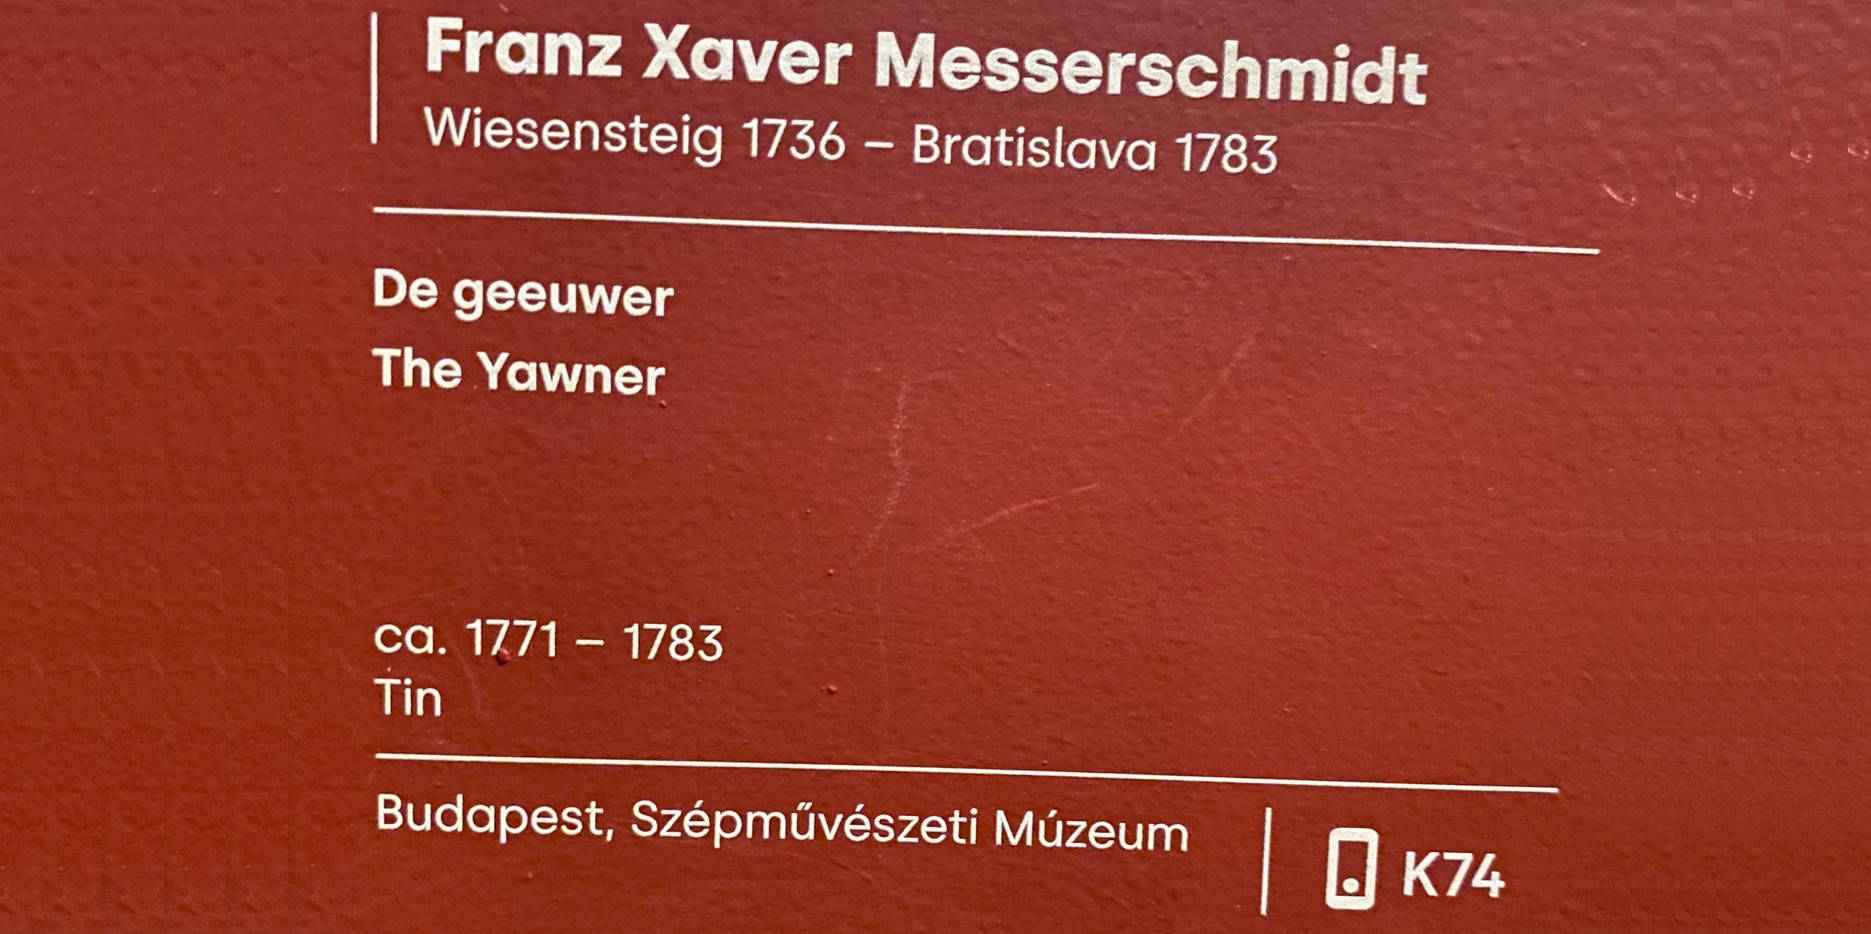 Franz Xaver Messerschmidt
Wiesensteig 1736 – Bratislava 1783
De geeuwer
The Yawner
ca. 1771 – 1783
Tin
Budapest, Szépművészeti Múzeum
K74